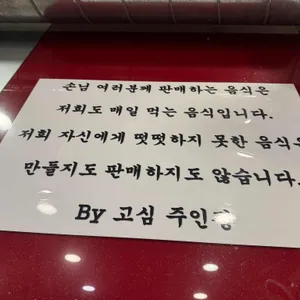 손님 여러분께 판매하는 음식은
저희도 매일 먹는 음식입니다.
저희 자신에게 떳떳하지 못한 음식은
만들지도 판매하지도 않습니다.
By 고심 주인